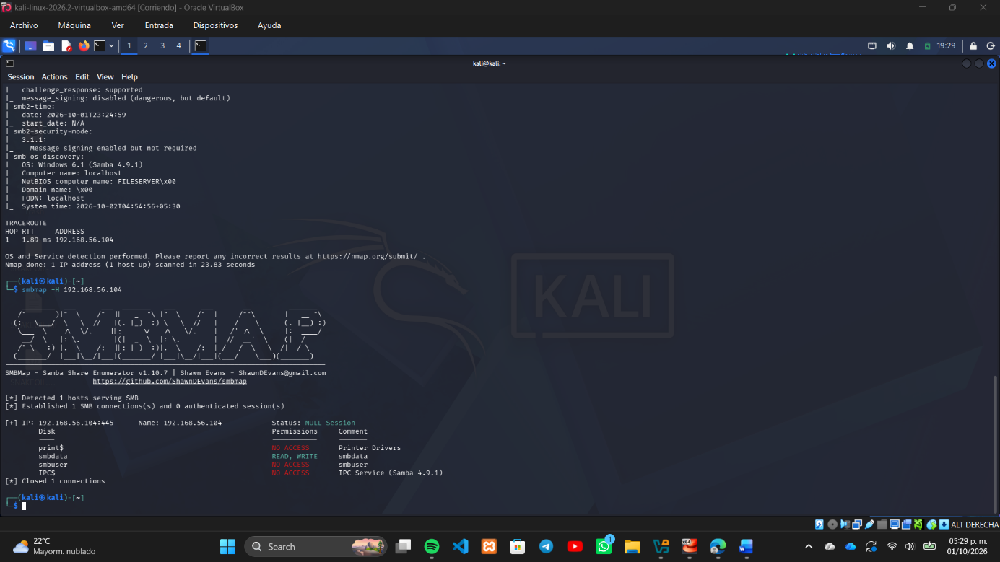 kali-linux-2026.2-virtualbox-amd64 [Corriendo] - Oracle VirtualBox
Archivo Máquina Ver Entrada Dispositivos Ayuda
1 2 3 4 19:29
kali@kali: ~
Session Actions Edit View Help
|   challenge_response: supported
|_  message_signing: disabled (dangerous, but default)
| smb2-time:
|   date: 2026-10-01T23:24:59
|_  start_date: N/A
| smb2-security-mode:
|   3.1.1:
|_    Message signing enabled but not required
| smb-os-discovery:
|   OS: Windows 6.1 (Samba 4.9.1)
|   Computer name: localhost
|   NetBIOS computer name: FILESERVER\x00
|   Domain name: \x00
|   FQDN: localhost
|_  System time: 2026-10-02T04:54:56+05:30
TRACEROUTE
HOP RTT     ADDRESS
1   1.89 ms 192.168.56.104
OS and Service detection performed. Please report any incorrect results at https://nmap.org/submit/ .
Nmap done: 1 IP address (1 host up) scanned in 23.83 seconds
┌──(kali㉿kali)-[~]
└─$ smbmap -H 192.168.56.104
SMBMAP
KALI
SMBMap - Samba Share Enumerator v1.10.7 | Shawn Evans - ShawnDEvans@gmail.com
https://github.com/ShawnDEvans/smbmap
[*] Detected 1 hosts serving SMB
[*] Established 1 SMB connections(s) and 0 authenticated session(s)
[+] IP: 192.168.56.104:445 Name: 192.168.56.104 Status: NULL Session
Disk Permissions Comment
---- ----------- -------
print$ NO ACCESS Printer Drivers
smbdata READ, WRITE smbdata
smbuser NO ACCESS smbuser
IPC$ NO ACCESS IPC Service (Samba 4.9.1)
[*] Closed 1 connections
┌──(kali㉿kali)-[~]
└─$
ALT DERECHA
22°C
Mayorm. nublado
Search
1
05:29 p. m.
01/10/2026